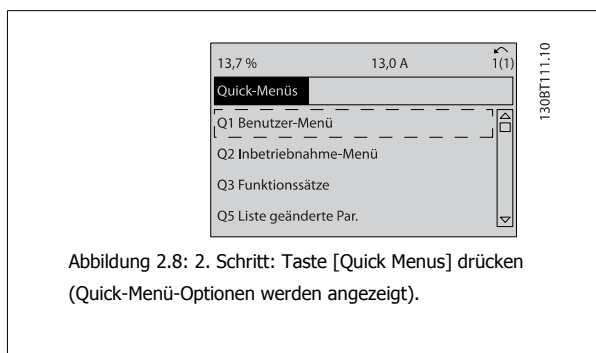 13,7 % 13,0 A 1(1)
Quick-Menüs
Q1 Benutzer-Menü
Q2 Inbetriebnahme-Menü
Q3 Funktionssätze
Q5 Liste geänderte Par.
130BT111.10
Abbildung 2.8: 2. Schritt: Taste [Quick Menus] drücken
(Quick-Menü-Optionen werden angezeigt).